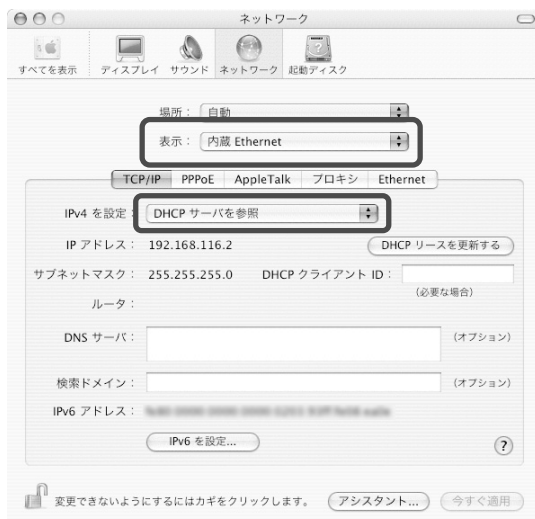 ネットワーク
すべてを表示 ディスプレイ サウンド ネットワーク 起動ディスク
場所： 自動
表示： 内蔵 Ethernet
TCP/IP PPPoE AppleTalk プロキシ Ethernet
IPv4 を設定： DHCP サーバを参照
IP アドレス： 192.168.116.2 DHCP リースを更新する
サブネットマスク： 255.255.255.0 DHCP クライアント ID：
(必要な場合)
ルータ：
DNS サーバ： (オプション)
検索ドメイン： (オプション)
IPv6 アドレス：
IPv6 を設定...
?
変更できないようにするにはカギをクリックします。 アシスタント... 今すぐ適用